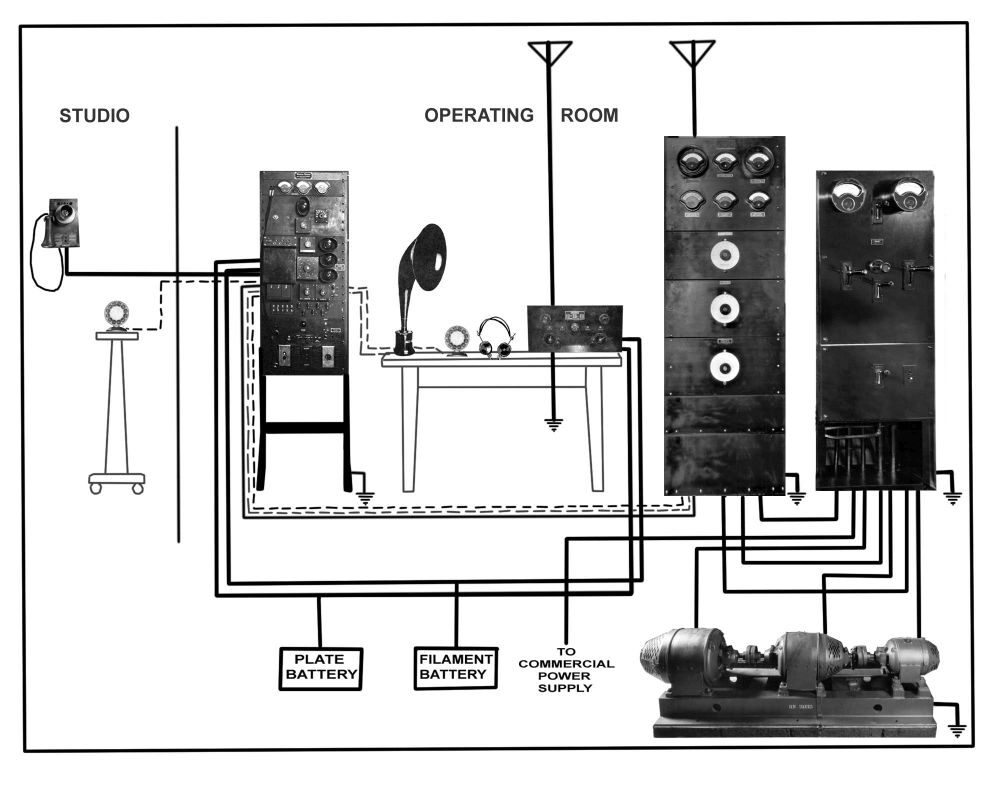 STUDIO
OPERATING ROOM
PLATE
BATTERY
FILAMENT
BATTERY
TO
COMMERCIAL
POWER
SUPPLY